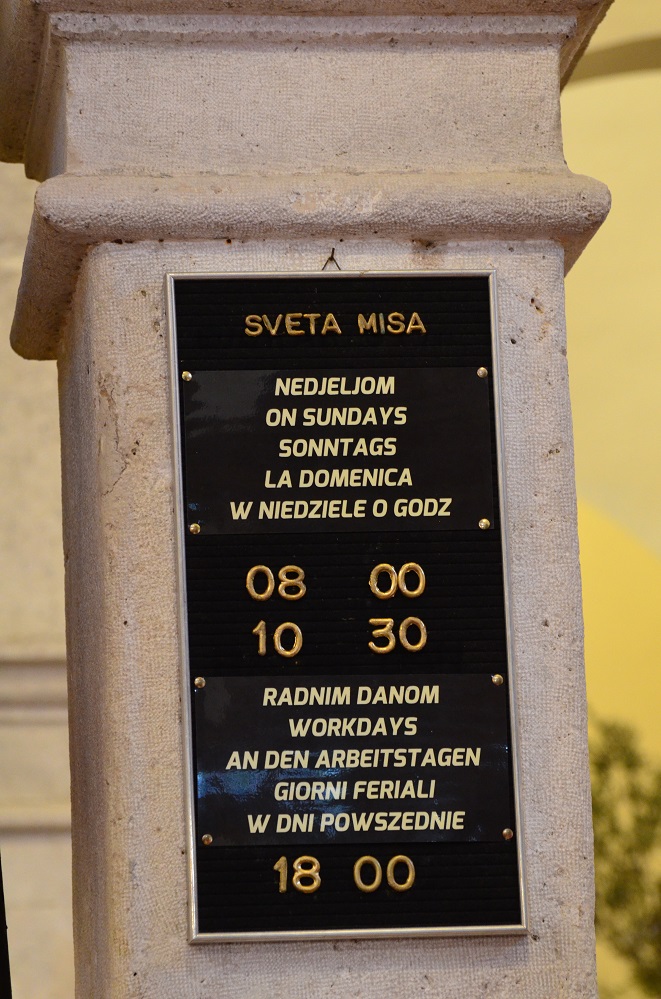 SVETA MISA
NEDJELJOM
ON SUNDAYS
SONNTAGS
LA DOMENICA
W NIEDZIELE O GODZ
08 00
10 30
RADNIM DANOM
WORKDAYS
AN DEN ARBEITSTAGEN
GIORNI FERIALI
W DNI POWSZEDNIE
18 00